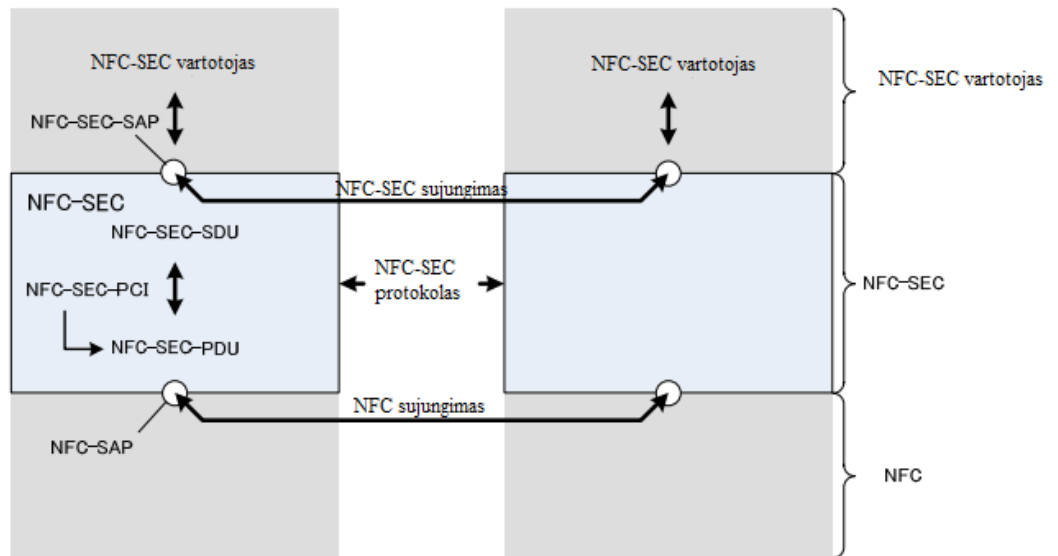 NFC-SEC vartotojas
NFC-SEC vartotojas
NFC-SEC vartotojas
NFC-SEC-SAP
NFC-SEC sujungimas
NFC-SEC
NFC-SEC-SDU
NFC-SEC
protokolas
NFC-SEC-PCI
NFC-SEC
NFC-SEC-PDU
NFC sujungimas
NFC-SAP
NFC